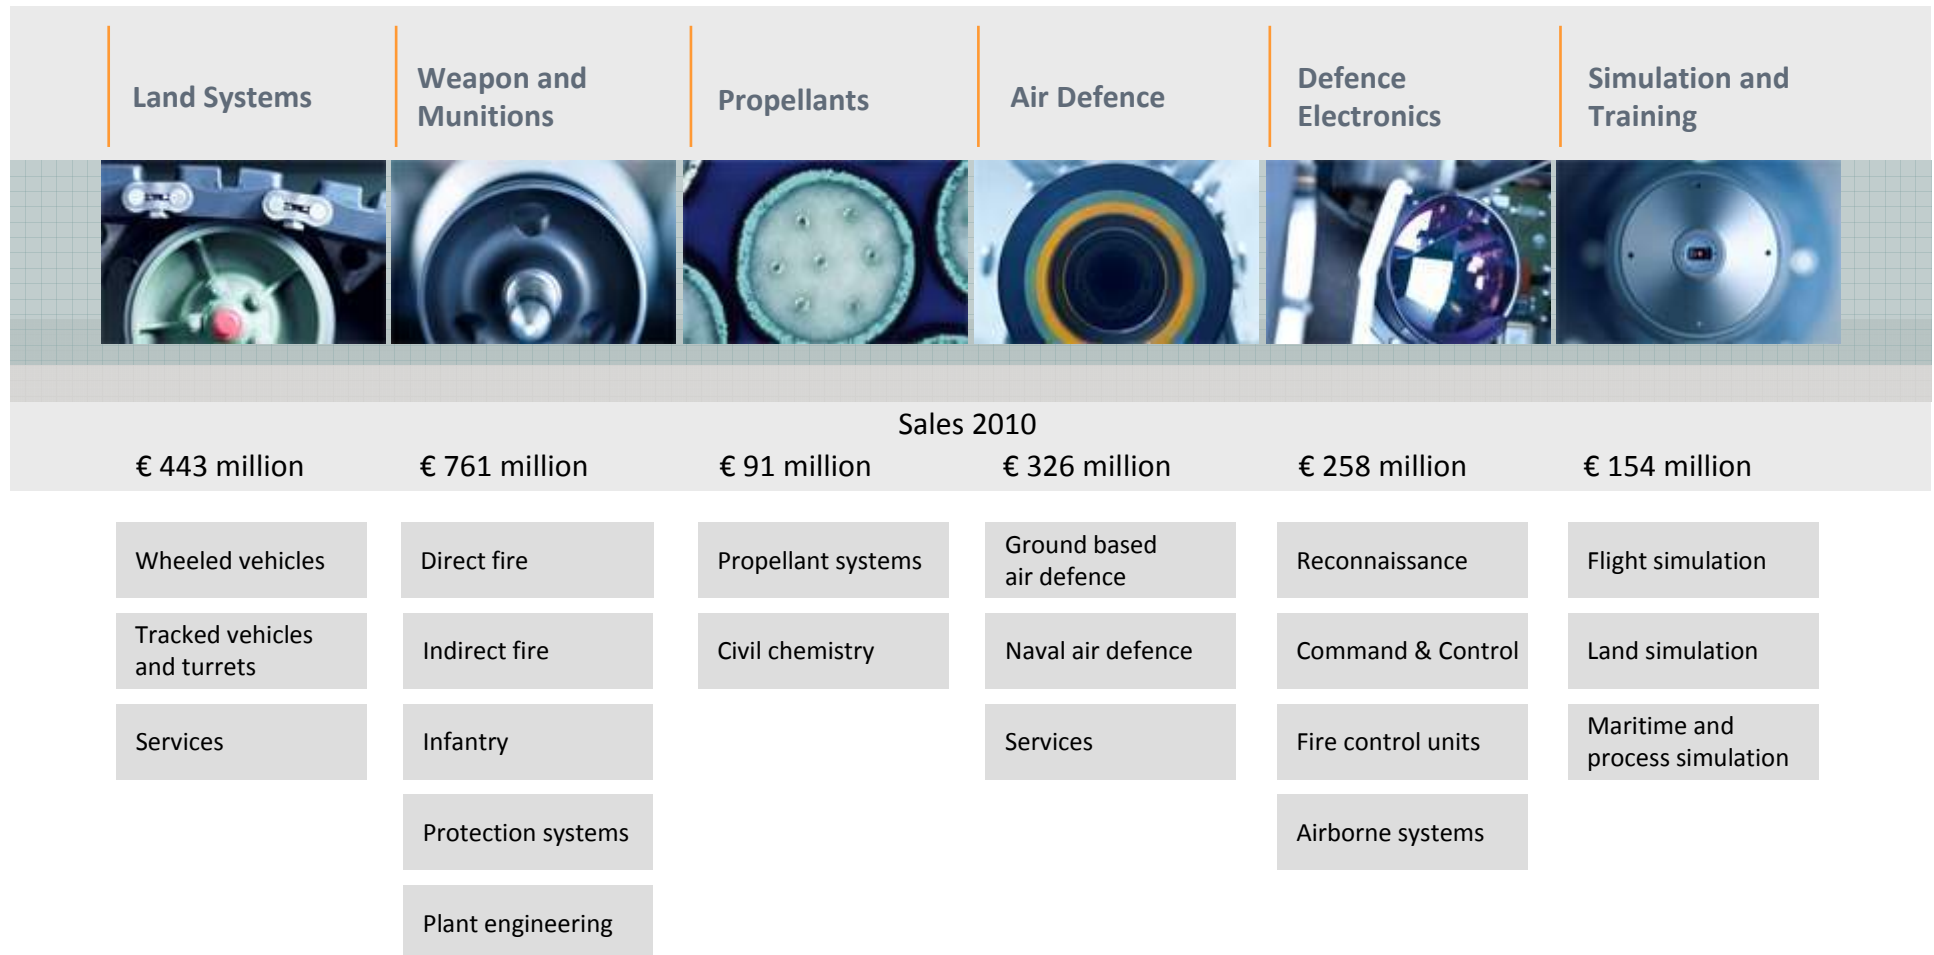 Land Systems
Weapon and
Munitions
Propellants
Air Defence
Defence
Electronics
Simulation and
Training
Sales 2010
€ 443 million
€ 761 million
€ 91 million
€ 326 million
€ 258 million
€ 154 million
Wheeled vehicles
Tracked vehicles
and turrets
Services
Direct fire
Indirect fire
Infantry
Protection systems
Plant engineering
Propellant systems
Civil chemistry
Ground based
air defence
Naval air defence
Services
Reconnaissance
Command & Control
Fire control units
Airborne systems
Flight simulation
Land simulation
Maritime and
process simulation